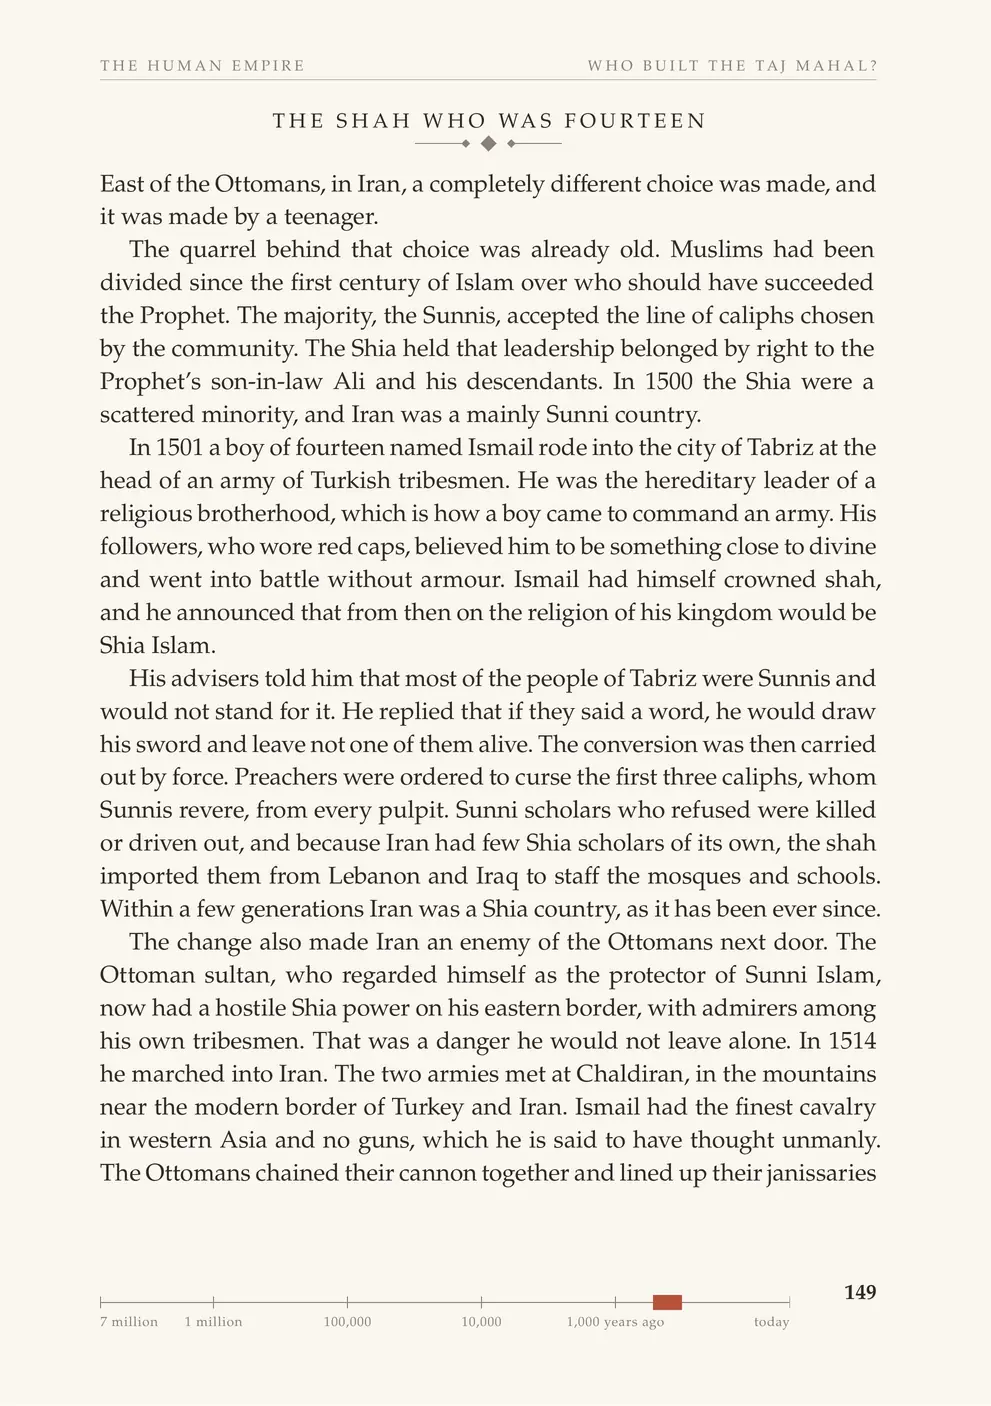 THE HUMAN EMPIRE
WHO BUILT THE TAJ MAHAL?
THE SHAH WHO WAS FOURTEEN
East of the Ottomans, in Iran, a completely different choice was made, and
it was made by a teenager.
The quarrel behind that choice was already old. Muslims had been
divided since the first century of Islam over who should have succeeded
the Prophet. The majority, the Sunnis, accepted the line of caliphs chosen
by the community. The Shia held that leadership belonged by right to the
Prophet’s son-in-law Ali and his descendants. In 1500 the Shia were a
scattered minority, and Iran was a mainly Sunni country.
In 1501 a boy of fourteen named Ismail rode into the city of Tabriz at the
head of an army of Turkish tribesmen. He was the hereditary leader of a
religious brotherhood, which is how a boy came to command an army. His
followers, who wore red caps, believed him to be something close to divine
and went into battle without armour. Ismail had himself crowned shah,
and he announced that from then on the religion of his kingdom would be
Shia Islam.
His advisers told him that most of the people of Tabriz were Sunnis and
would not stand for it. He replied that if they said a word, he would draw
his sword and leave not one of them alive. The conversion was then carried
out by force. Preachers were ordered to curse the first three caliphs, whom
Sunnis revere, from every pulpit. Sunni scholars who refused were killed
or driven out, and because Iran had few Shia scholars of its own, the shah
imported them from Lebanon and Iraq to staff the mosques and schools.
Within a few generations Iran was a Shia country, as it has been ever since.
The change also made Iran an enemy of the Ottomans next door. The
Ottoman sultan, who regarded himself as the protector of Sunni Islam,
now had a hostile Shia power on his eastern border, with admirers among
his own tribesmen. That was a danger he would not leave alone. In 1514
he marched into Iran. The two armies met at Chaldiran, in the mountains
near the modern border of Turkey and Iran. Ismail had the finest cavalry
in western Asia and no guns, which he is said to have thought unmanly.
The Ottomans chained their cannon together and lined up their janissaries
149
7 million 1 million 100,000 10,000 1,000 years ago today